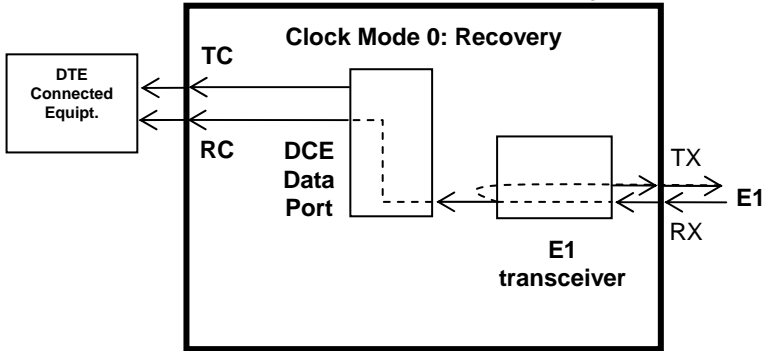 Clock Mode 0: Recovery
TC
DTE
Connected
Equipt.
RC
DCE
Data
Port
TX
E1
RX
E1
transceiver